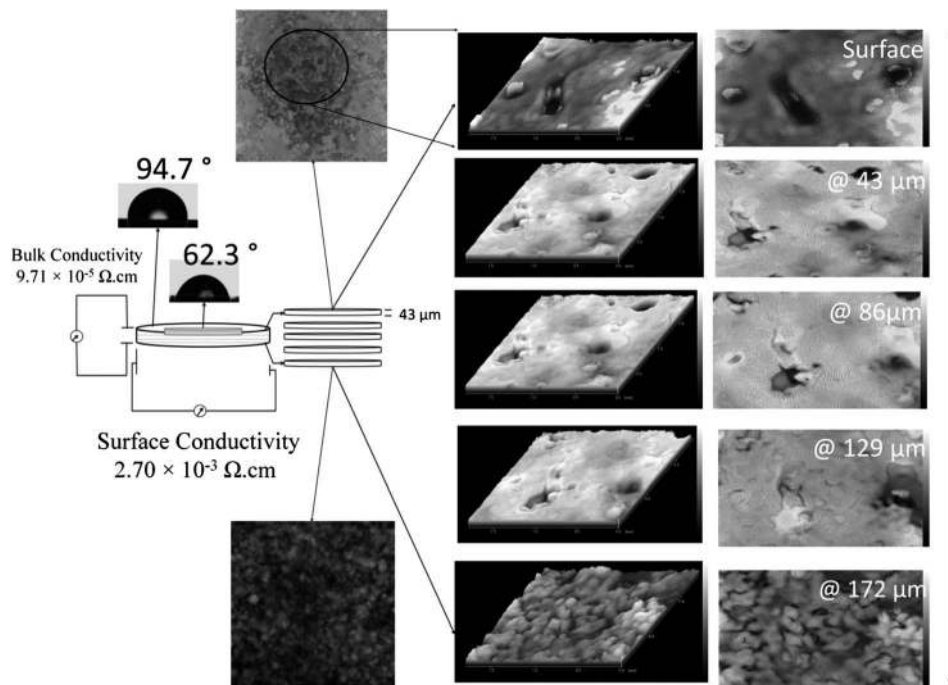 Surface
@ 43 µm
94.7 °
62.3 °
Bulk Conductivity
9.71 × 10⁻⁵ Ω.cm
43 µm
@ 86µm
Surface Conductivity
2.70 × 10⁻³ Ω.cm
@ 129 µm
@ 172 µm